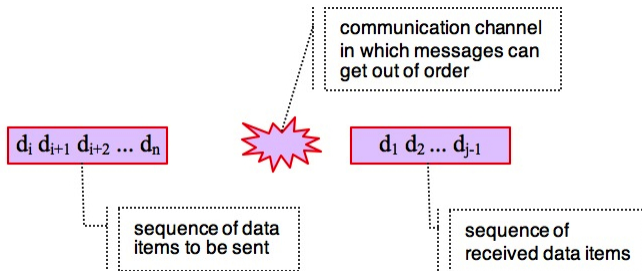 communication channel
in which messages can
get out of order
dᵢ dᵢ₊₁ dᵢ₊₂ ... dₙ
d₁ d₂ ... dⱼ₋₁
sequence of data
items to be sent
sequence of
received data items